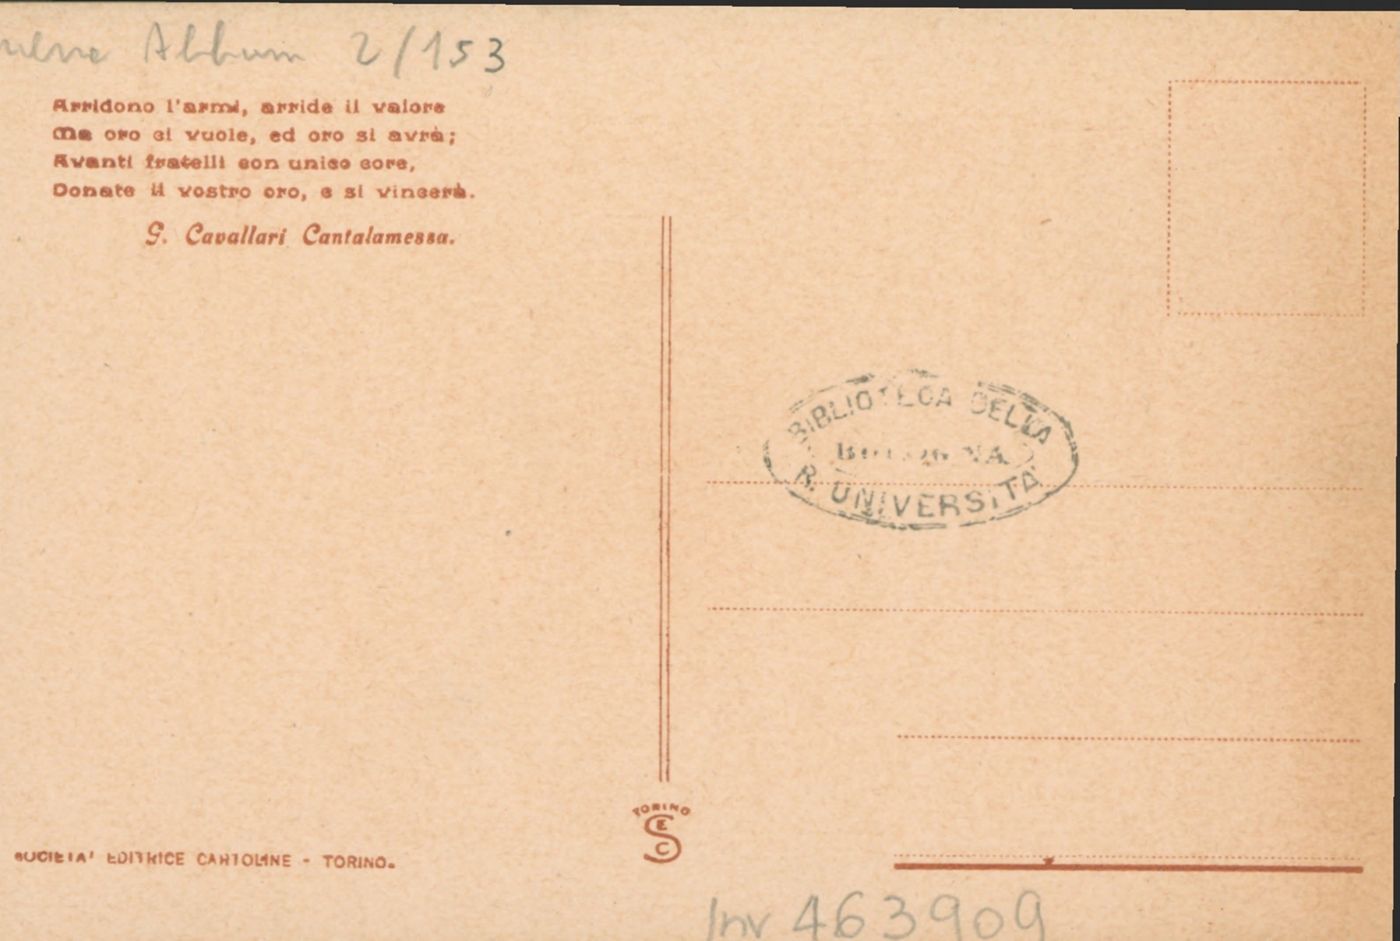 Album 2/153
Arridono l'armi, arride il valore
Ma oro ci vuole, ed oro si avrà;
Avanti fratelli con unico core,
Donate il vostro oro, e si vincerà.
G. Cavallari Cantalamessa.
BIBLIOTECA DELLA
BOLOGNA
R. UNIVERSITÀ
TORINO
SEC
SOCIETA' EDITRICE CARTOLINE - TORINO.
Inv 463909